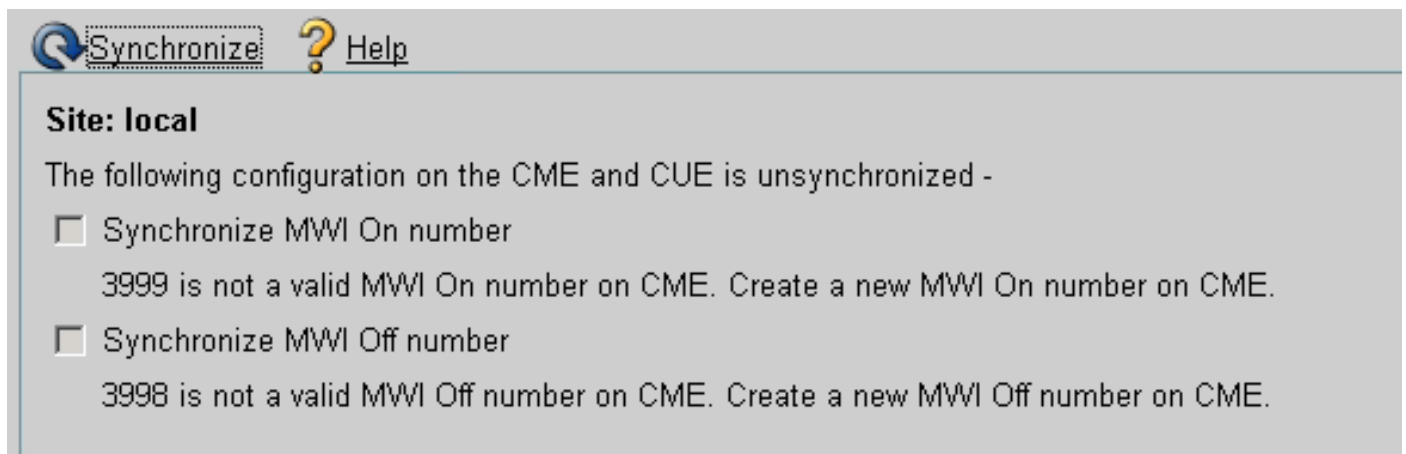 Synchronize Help
Site: local
The following configuration on the CME and CUE is unsynchronized -
Synchronize MWI On number
3999 is not a valid MWI On number on CME. Create a new MWI On number on CME.
Synchronize MWI Off number
3998 is not a valid MWI Off number on CME. Create a new MWI Off number on CME.